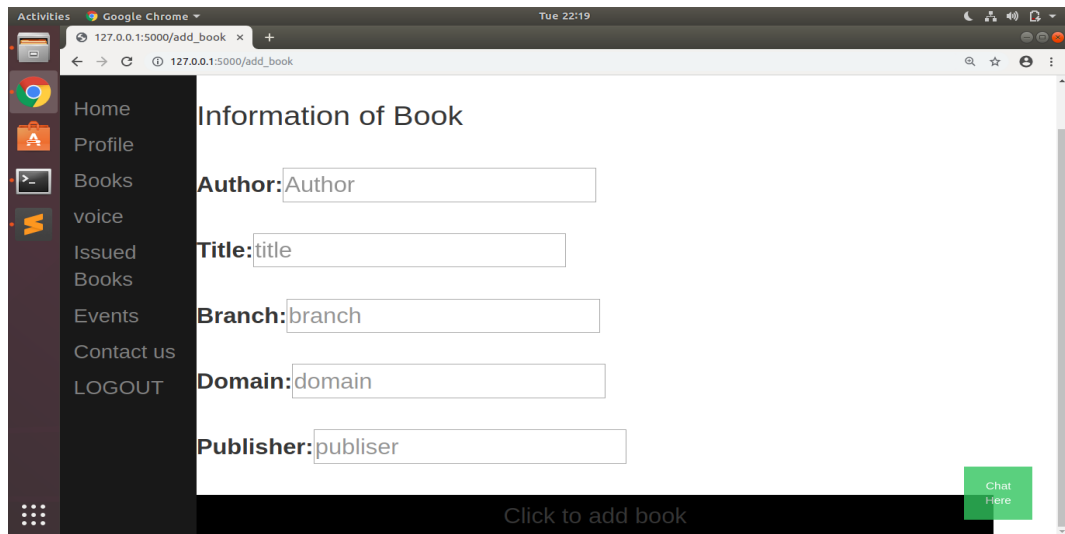 Activities Google Chrome Tue 22:19
127.0.0.1:5000/add_book × +
127.0.0.1:5000/add_book
Home
Profile
Books
voice
Issued
Books
Events
Contact us
LOGOUT
Information of Book
Author: Author
Title: title
Branch: branch
Domain: domain
Publisher: publiser
Click to add book
Chat
Here